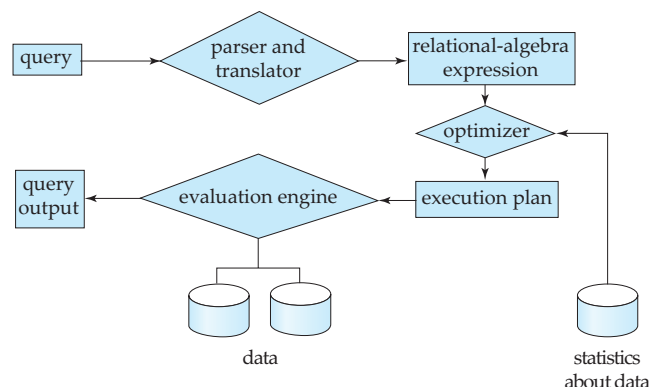 query
parser and
translator
relational-algebra
expression
optimizer
query
output
evaluation engine
execution plan
data
statistics
about data